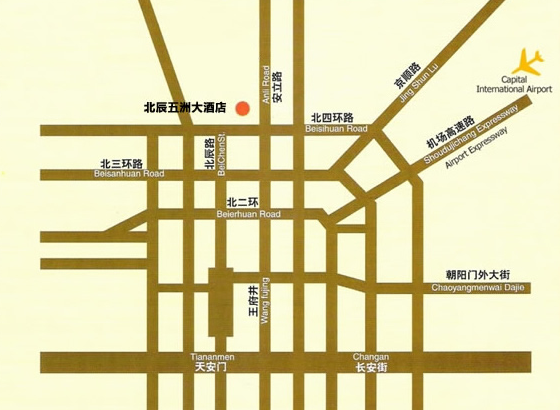 京顺路
Jing Shun Lu
Capital
International Airport
安立路
Anli Road
北辰五洲大酒店
北四环路
Beisihuan Road
机场高速路
Shoudujichang Expressway
Airport Expressway
北辰路
BeiChenSt.
北三环路
Beisanhuan Road
北二环
Beierhuan Road
朝阳门外大街
Chaoyangmenwai Dajie
王府井
Wang fujing
Tiananmen
天安门
Changan
长安街